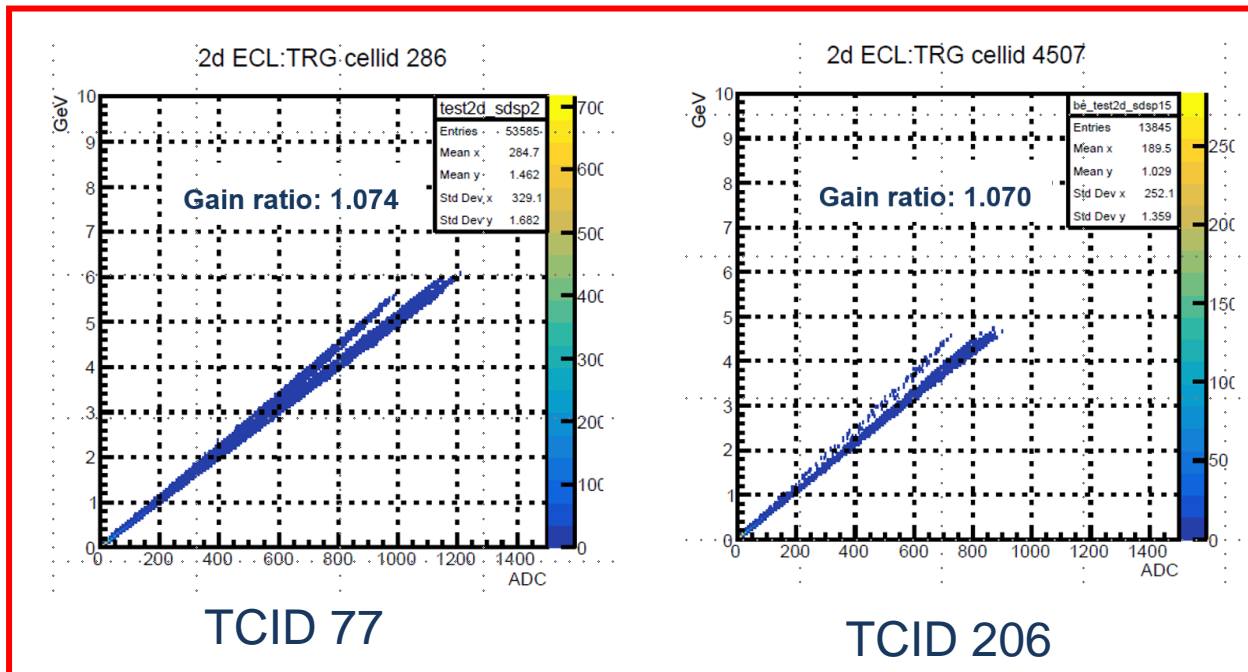 2d ECL:TRG cellid 286
GeV
10
9
8
7
6
5
4
3
2
1
0
test2d_sdsp2
Entries 53585
Mean x 284.7
Mean y 1.462
Std Dev x 329.1
Std Dev y 1.682
Gain ratio: 1.074
700
600
500
400
300
200
100
0
0 200 400 600 800 1000 1200 1400
ADC
TCID 77
2d ECL:TRG cellid 4507
GeV
10
9
8
7
6
5
4
3
2
1
0
be_test2d_sdsp15
Entries 13845
Mean x 189.5
Mean y 1.029
Std Dev x 252.1
Std Dev y 1.359
Gain ratio: 1.070
250
200
150
100
50
0
0 200 400 600 800 1000 1200 1400
ADC
TCID 206